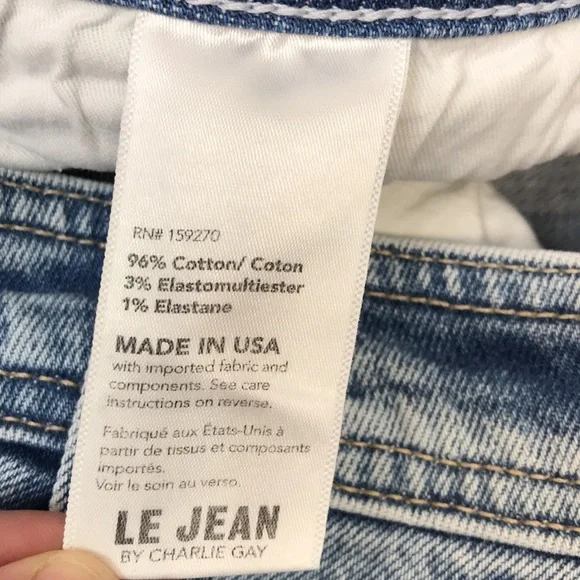 RN# 159270
96% Cotton/ Coton
3% Elastomultiester
1% Elastane
MADE IN USA
with imported fabric and
components. See care
instructions on reverse.
Fabriqué aux États-Unis à
partir de tissus et composants
importés.
Voir le soin au verso.
LE JEAN
BY CHARLIE GAY